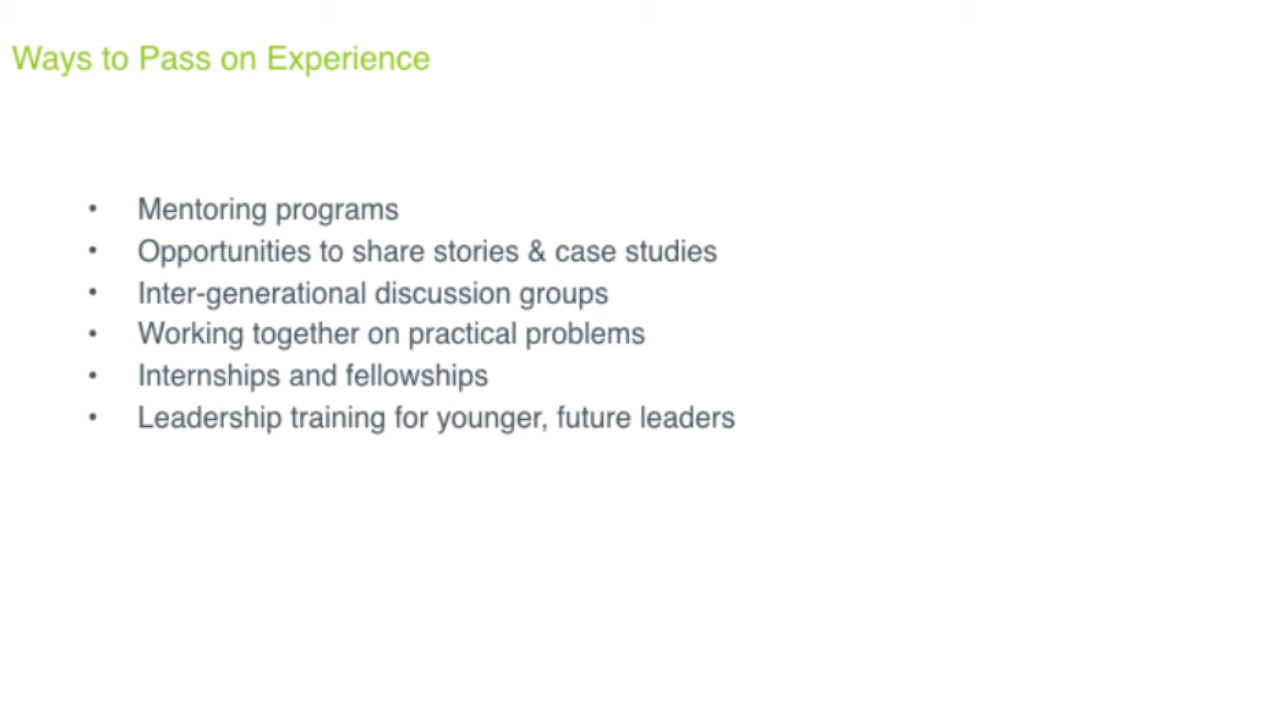 Ways to Pass on Experience
• Mentoring programs
• Opportunities to share stories & case studies
• Inter-generational discussion groups
• Working together on practical problems
• Internships and fellowships
• Leadership training for younger, future leaders